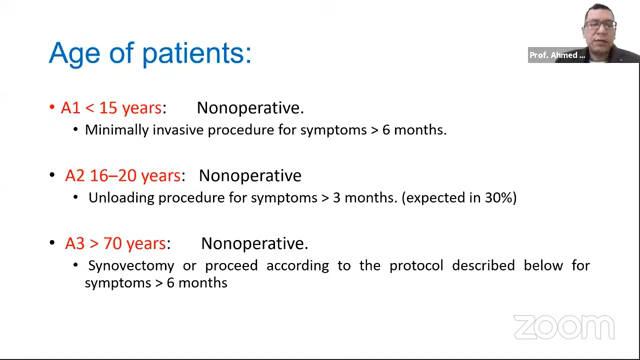 Age of patients:
Prof. Ahmed ...
• A1 < 15 years: Nonoperative.
• Minimally invasive procedure for symptoms > 6 months.
• A2 16–20 years: Nonoperative
• Unloading procedure for symptoms > 3 months. (expected in 30%)
• A3 > 70 years: Nonoperative.
• Synovectomy or proceed according to the protocol described below for
symptoms > 6 months
zoom